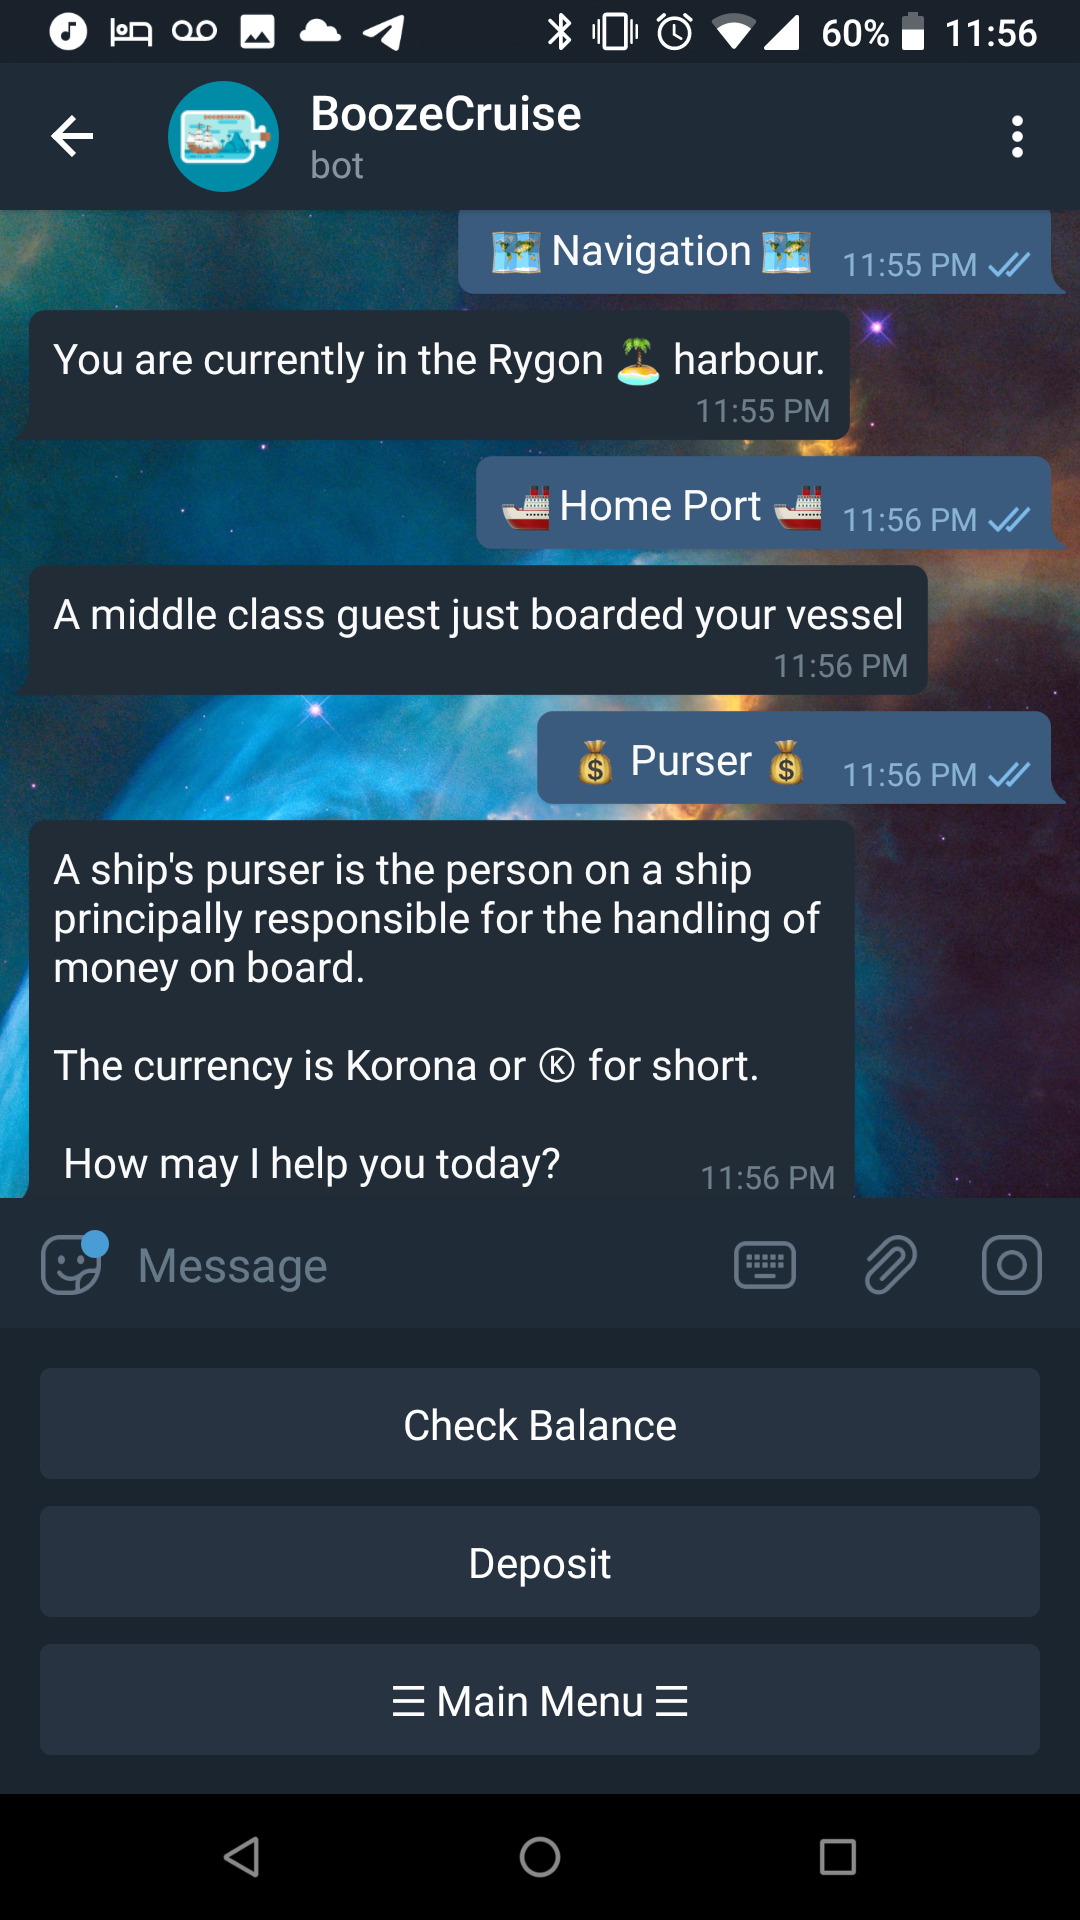 60% 11:56
BoozeCruise
bot
🗺️ Navigation 🗺️ 11:55 PM
You are currently in the Rygon 🏝️ harbour.
11:55 PM
🚢 Home Port 🚢 11:56 PM
A middle class guest just boarded your vessel
11:56 PM
💰 Purser 💰 11:56 PM
A ship's purser is the person on a ship
principally responsible for the handling of
money on board.
The currency is Korona or Ⓚ for short.
How may I help you today? 11:56 PM
Message
Check Balance
Deposit
☰ Main Menu ☰